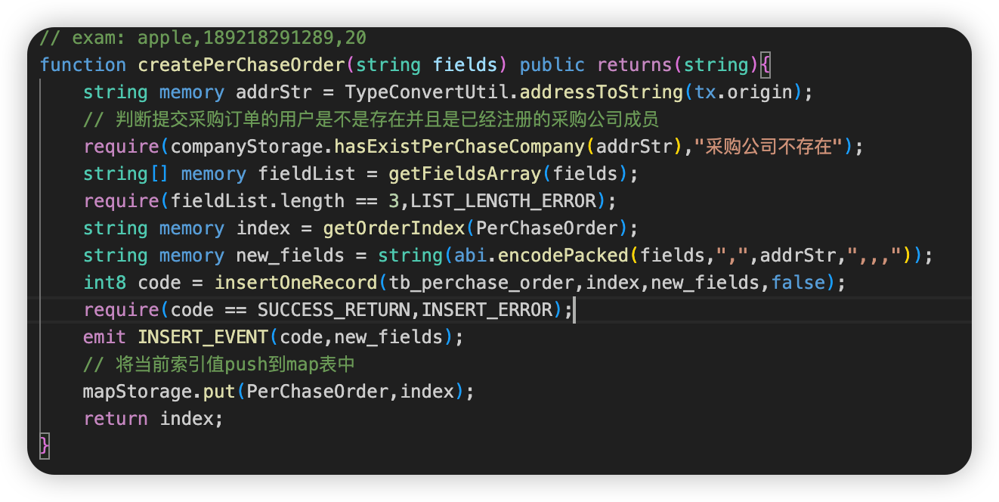 // exam: apple,189218291289,20
function createPerChaseOrder(string fields) public returns(string){
string memory addrStr = TypeConvertUtil.addressToString(tx.origin);
// 判断提交采购订单的用户是不是存在并且是已经注册的采购公司成员
require(companyStorage.hasExistPerChaseCompany(addrStr),"采购公司不存在");
string[] memory fieldList = getFieldsArray(fields);
require(fieldList.length == 3,LIST_LENGTH_ERROR);
string memory index = getOrderIndex(PerChaseOrder);
string memory new_fields = string(abi.encodePacked(fields,",",addrStr,",,,"));
int8 code = insertOneRecord(tb_perchase_order,index,new_fields,false);
require(code == SUCCESS_RETURN,INSERT_ERROR);
emit INSERT_EVENT(code,new_fields);
// 将当前索引值push到map表中
mapStorage.put(PerChaseOrder,index);
return index;
}